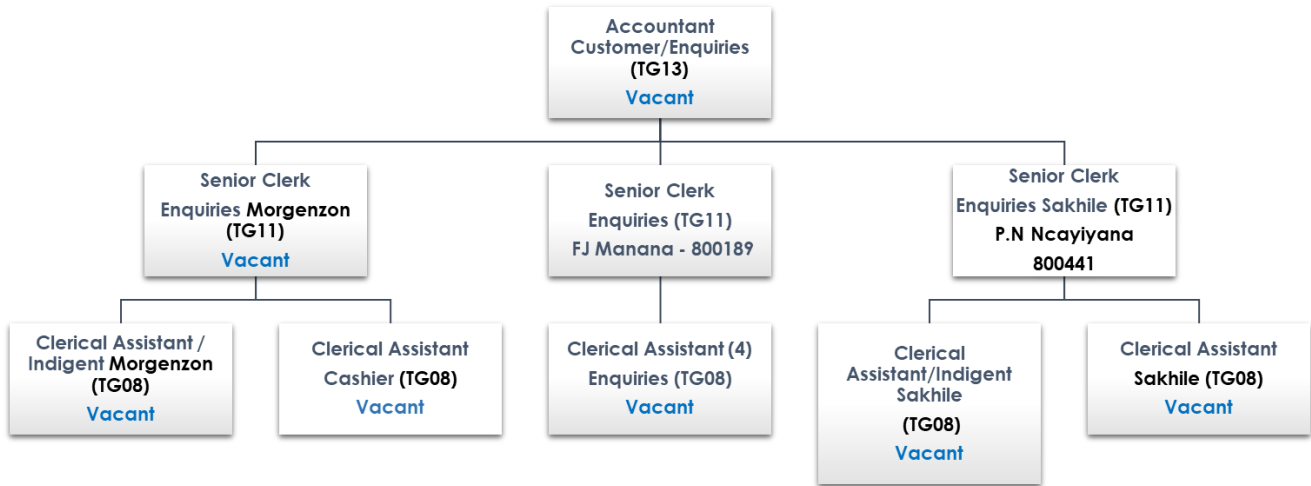 Accountant
Customer/Enquiries
(TG13)
Vacant
Senior Clerk
Enquiries Morgenzon
(TG11)
Vacant
Senior Clerk
Enquiries (TG11)
FJ Manana - 800189
Senior Clerk
Enquiries Sakhile (TG11)
P.N Ncayiyana
800441
Clerical Assistant /
Indigent Morgenzon
(TG08)
Vacant
Clerical Assistant
Cashier (TG08)
Vacant
Clerical Assistant (4)
Enquiries (TG08)
Vacant
Clerical
Assistant/Indigent
Sakhile
(TG08)
Vacant
Clerical Assistant
Sakhile (TG08)
Vacant